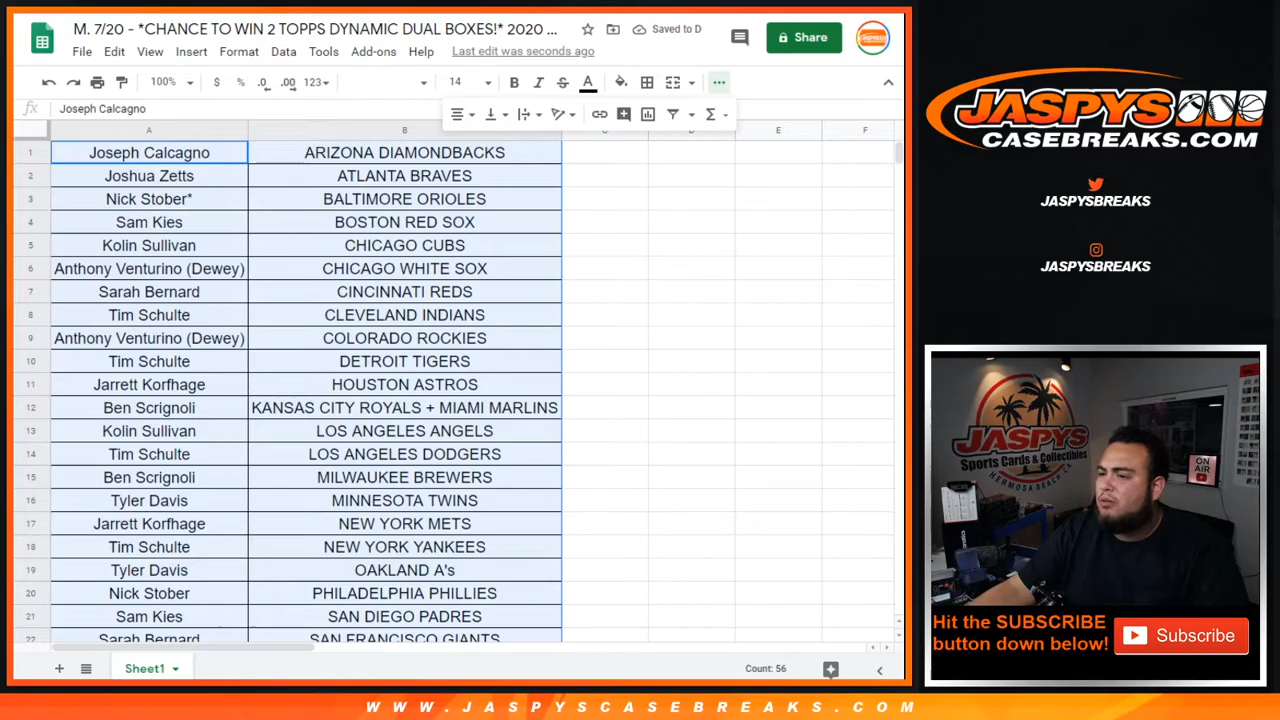 M. 7/20 - *CHANCE TO WIN 2 TOPPS DYNAMIC DUAL BOXES!* 2020 ...
Saved to D
Share
File Edit View Insert Format Data Tools Add-ons Help Last edit was seconds ago
100% $ % .0 .00 123 14 B I S A
fx Joseph Calcagno
A B C D E F
1 Joseph Calcagno ARIZONA DIAMONDBACKS
2 Joshua Zetts ATLANTA BRAVES
3 Nick Stober* BALTIMORE ORIOLES
4 Sam Kies BOSTON RED SOX
5 Kolin Sullivan CHICAGO CUBS
6 Anthony Venturino (Dewey) CHICAGO WHITE SOX
7 Sarah Bernard CINCINNATI REDS
8 Tim Schulte CLEVELAND INDIANS
9 Anthony Venturino (Dewey) COLORADO ROCKIES
10 Tim Schulte DETROIT TIGERS
11 Jarrett Korfhage HOUSTON ASTROS
12 Ben Scrignoli KANSAS CITY ROYALS + MIAMI MARLINS
13 Kolin Sullivan LOS ANGELES ANGELS
14 Tim Schulte LOS ANGELES DODGERS
15 Ben Scrignoli MILWAUKEE BREWERS
16 Tyler Davis MINNESOTA TWINS
17 Jarrett Korfhage NEW YORK METS
18 Tim Schulte NEW YORK YANKEES
19 Tyler Davis OAKLAND A's
20 Nick Stober PHILADELPHIA PHILLIES
21 Sam Kies SAN DIEGO PADRES
22 Sarah Bernard SAN FRANCISCO GIANTS
Sheet1
Count: 56
JASPYS
CASEBREAKS.COM
JASPYSBREAKS
JASPYSBREAKS
JASPYS
Sports Cards & Collectibles
HERMOSA BEACH CA
ON AIR
Hit the SUBSCRIBE
button down below!
Subscribe
WWW.JASPYSCASEBREAKS.COM